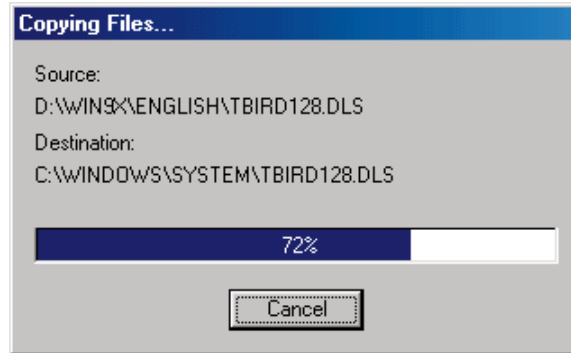 Copying Files...
Source:
D:\WIN9X\ENGLISH\TBIRD128.DLS
Destination:
C:\WINDOWS\SYSTEM\TBIRD128.DLS
72%
Cancel